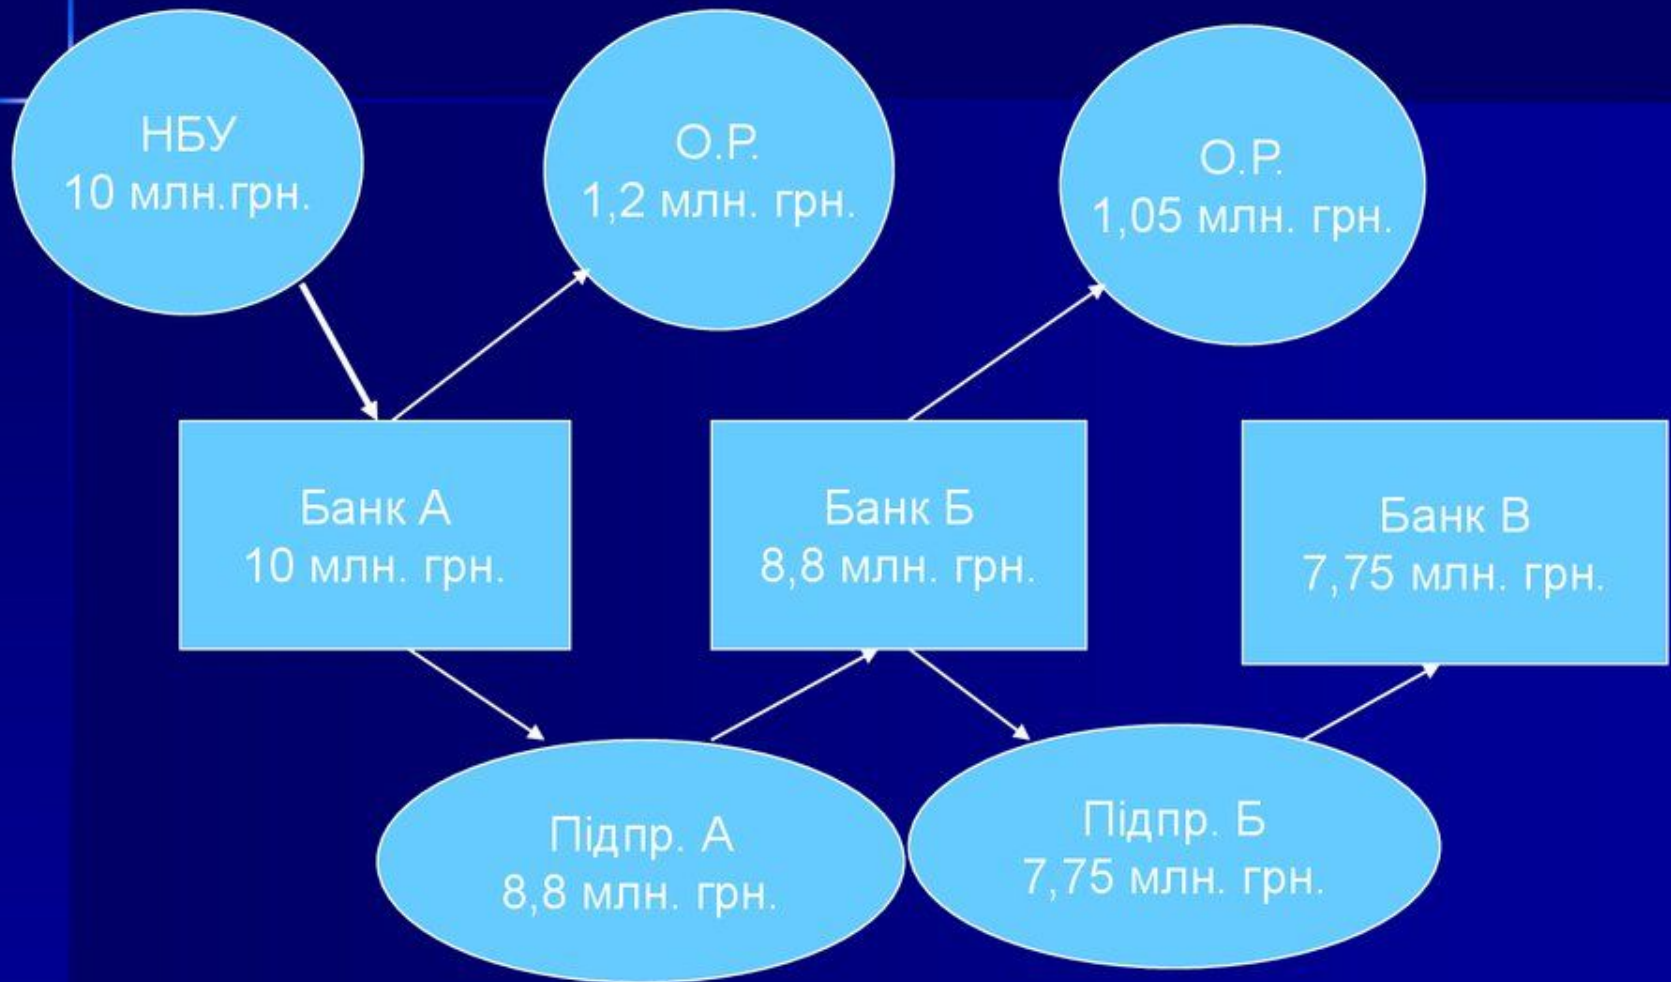 НБУ
10 млн.грн.
О.Р.
1,2 млн. грн.
О.Р.
1,05 млн. грн.
Банк А
10 млн. грн.
Банк Б
8,8 млн. грн.
Банк В
7,75 млн. грн.
Підпр. А
8,8 млн. грн.
Підпр. Б
7,75 млн. грн.